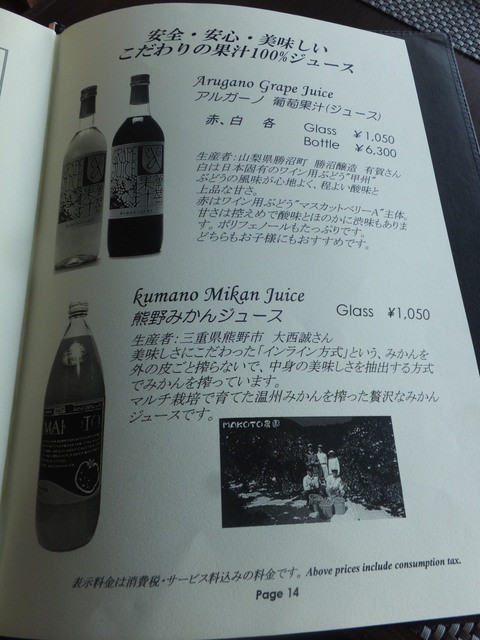 安全・安心・美味しい
こだわりの果汁100%ジュース
Arugano Grape Juice
アルガーノ 葡萄果汁(ジュース)
赤、白 各 Glass ¥1,050
Bottle ¥6,300
生産者:山梨県勝沼町 勝沼醸造 有賀さん
白は日本固有のワイン用ぶどう"甲州"
ぶどうの風味が心地よく、程よい酸味と
上品な甘さ。
赤はワイン用ぶどう"マスカットベリーA"主体。
甘さは控えめで酸味とほのかに渋味もありま
す。ポリフェノールもたっぷりです。
どちらもお子様にもおすすめです。
kumano Mikan Juice
熊野みかんジュース Glass ¥1,050
生産者:三重県熊野市 大西誠さん
美味しさにこだわった「インライン方式」という、みかんを
外の皮ごと搾らないで、中身の美味しさを抽出する方式
でみかんを搾っています。
マルチ栽培で育てた温州みかんを搾った贅沢なみかん
ジュースです。
MAKOTO農園
表示料金は消費税・サービス料込みの料金です。Above prices include consumption tax.
Page 14